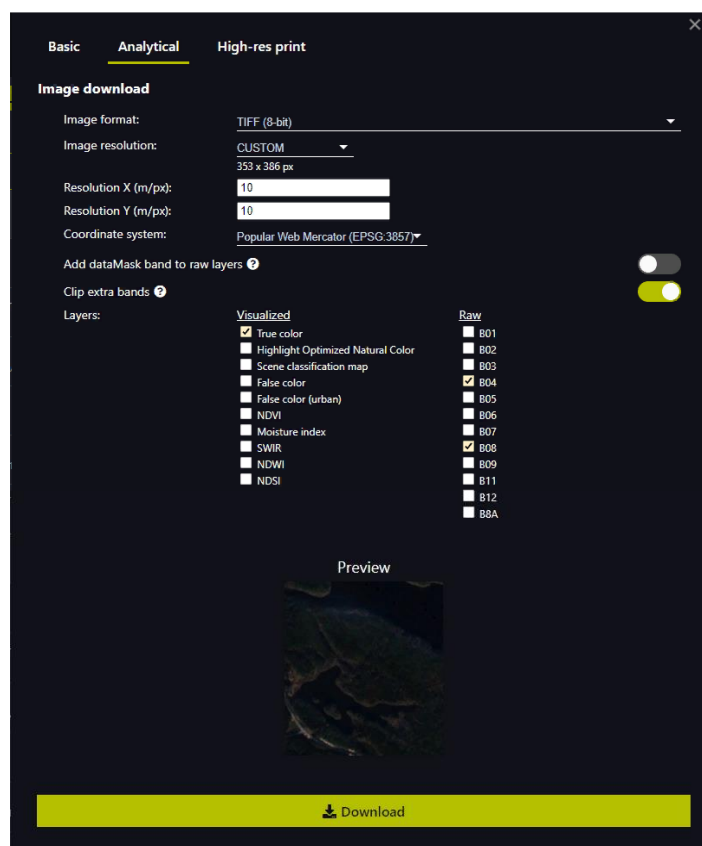 Basic Analytical High-res print
Image download
Image format: TIFF (8-bit)
Image resolution: CUSTOM
353 x 386 px
Resolution X (m/px): 10
Resolution Y (m/px): 10
Coordinate system: Popular Web Mercator (EPSG:3857)
Add dataMask band to raw layers ?
Clip extra bands ?
Layers: Visualized Raw
True color B01
Highlight Optimized Natural Color B02
Scene classification map B03
False color B04
False color (urban) B05
NDVI B06
Moisture index B07
SWIR B08
NDWI B09
NDSI B11
B12
B8A
Preview
Download